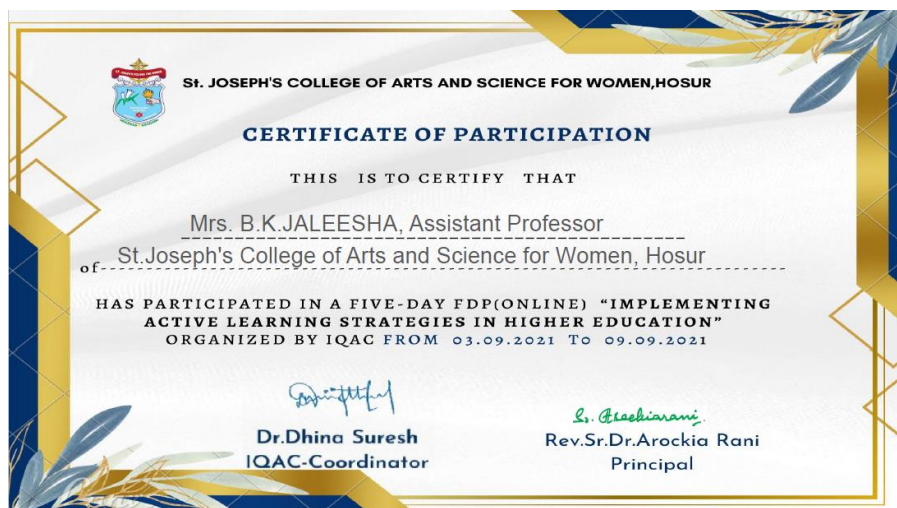 St. JOSEPH'S COLLEGE OF ARTS AND SCIENCE FOR WOMEN,HOSUR
CERTIFICATE OF PARTICIPATION
THIS IS TO CERTIFY THAT
Mrs. B.K.JALEESHA, Assistant Professor
of St.Joseph's College of Arts and Science for Women, Hosur
HAS PARTICIPATED IN A FIVE-DAY FDP(ONLINE) "IMPLEMENTING
ACTIVE LEARNING STRATEGIES IN HIGHER EDUCATION"
ORGANIZED BY IQAC FROM 03.09.2021 To 09.09.2021
Dr.Dhina Suresh
IQAC-Coordinator
Rev.Sr.Dr.Arockia Rani
Principal